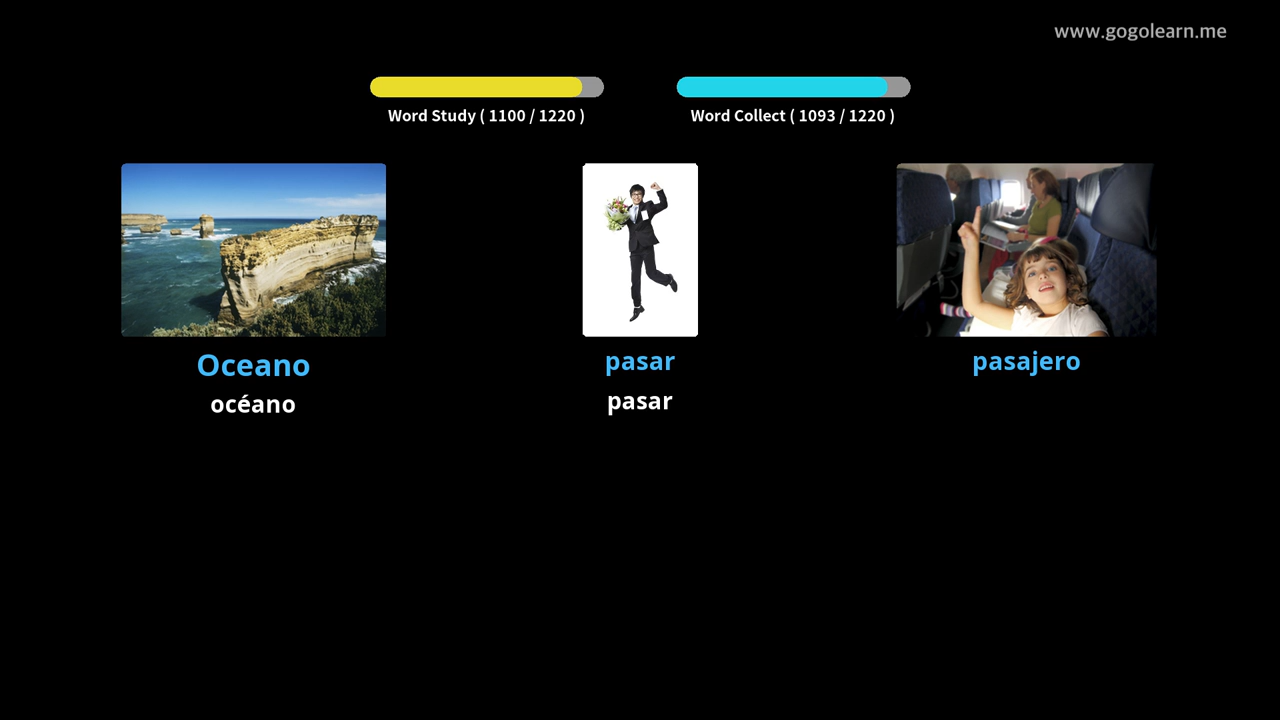 www.gogolearn.me
Word Study ( 1100 / 1220 )
Word Collect ( 1093 / 1220 )
Oceano
océano
pasar
pasar
pasajero